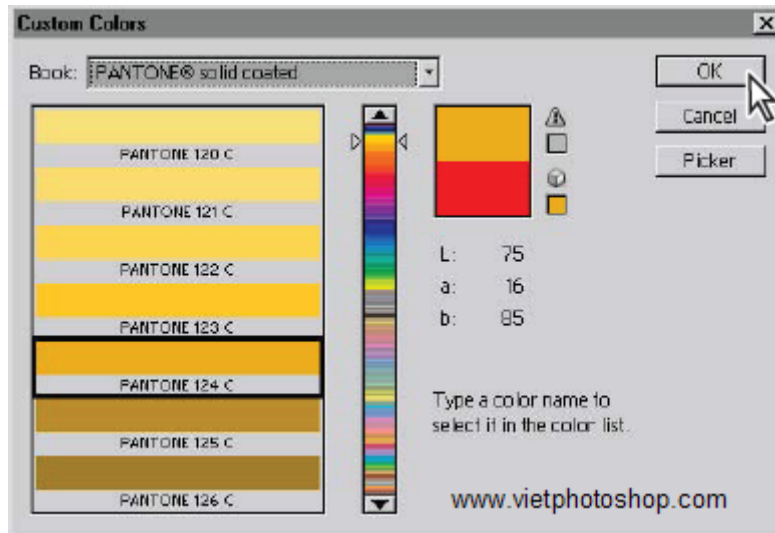 Custom Colors
Book: PANTONE® solid coated
OK
Cancel
Picker
PANTONE 120 C
PANTONE 121 C
PANTONE 122 C
PANTONE 123 C
PANTONE 124 C
PANTONE 125 C
PANTONE 126 C
L: 75
a: 16
b: 85
Type a color name to
select it in the color list.
www.vietphotoshop.com